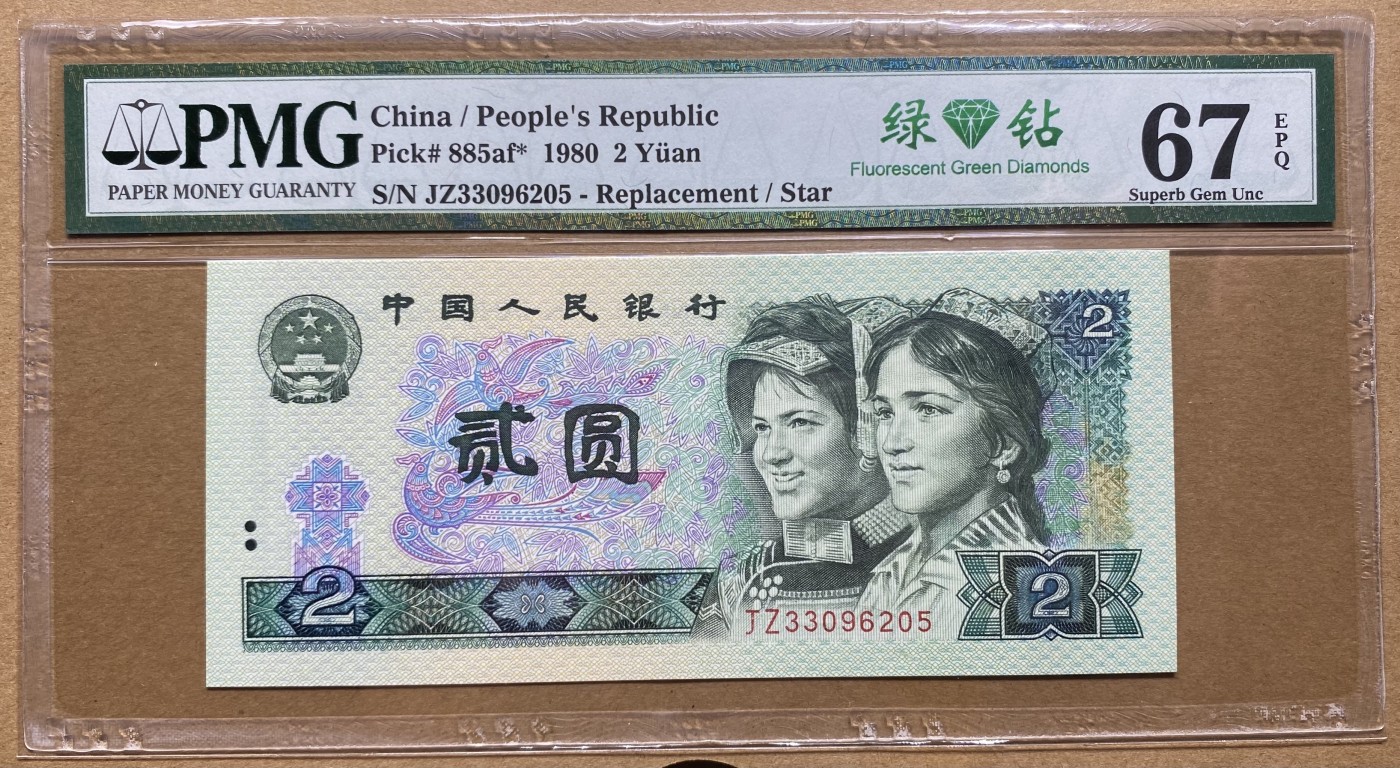 PMG
PAPER MONEY GUARANTY
China / People's Republic
Pick# 885af* 1980 2 Yüan
S/N JZ33096205 - Replacement / Star
绿 钻
Fluorescent Green Diamonds
67
EPQ
Superb Gem Unc
中国人民银行
2
贰圆
2
2
JZ33096205